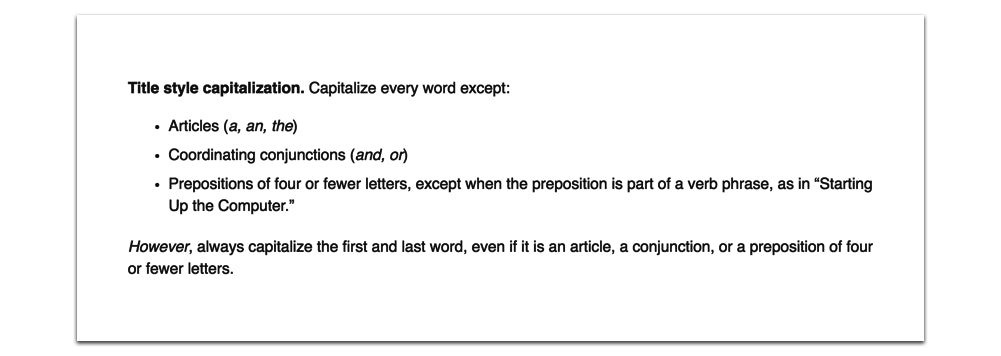 Title style capitalization. Capitalize every word except:
• Articles (a, an, the)
• Coordinating conjunctions (and, or)
• Prepositions of four or fewer letters, except when the preposition is part of a verb phrase, as in “Starting
Up the Computer.”
However, always capitalize the first and last word, even if it is an article, a conjunction, or a preposition of four
or fewer letters.